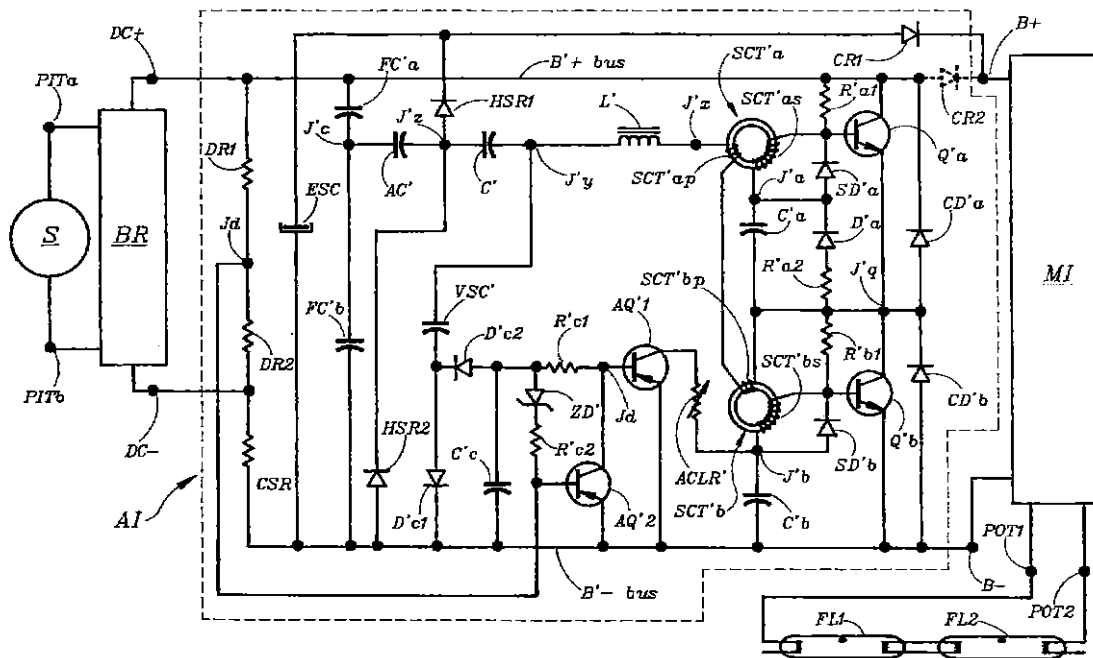 DC+
B+
CR1
SCT'a
FC'a
B'+ bus
PITa
R'a1
SCT'as
HSR1
L'
J'x
J'z
J'c
CR2
DR1
Q'a
AC'
C'
J'y
SCT'ap
SD'a
J'a
ESC
CD'a
C'a
D'a
S
BR
Jd
MI
R'a2
J'q
VSC'
SCT'bp
AQ'1
FC'b
D'c2
R'c1
R'b1
DR2
SCT'bs
CD'b
PITb
ZD'
Jd
HSR2
R'c2
Q'b
DC-
SD'b
C'c
ACLR'
J'b
CSR
AI
D'c1
AQ'2
SCT'b
C'b
POT1
B'- bus
B-
POT2
FL1
FL2